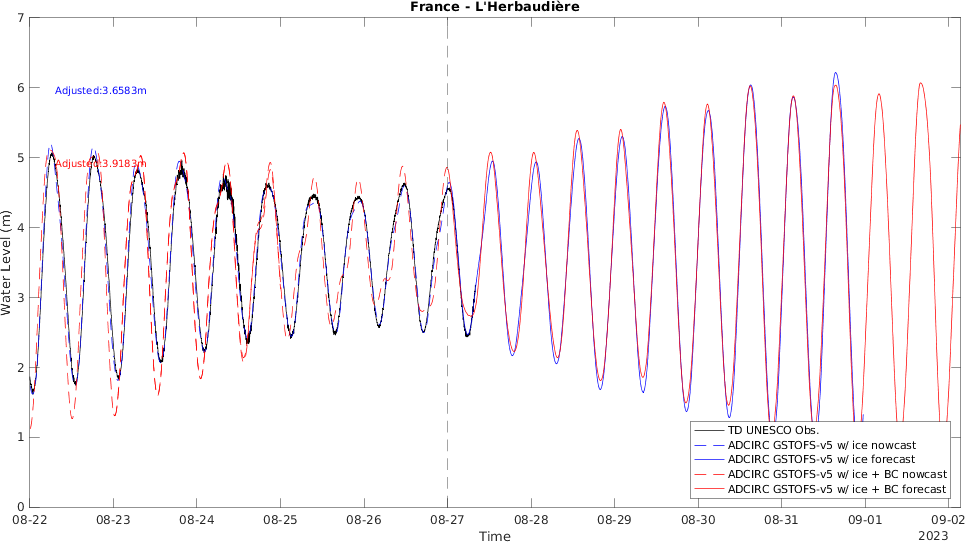 France - L'Herbaudière
7
6
5
4
3
2
1
0
Water Level (m)
Adjusted:3.6583m
Adjusted:3.9183m
TD UNESCO Obs.
ADCIRC GSTOFS-v5 w/ ice nowcast
ADCIRC GSTOFS-v5 w/ ice forecast
ADCIRC GSTOFS-v5 w/ ice + BC nowcast
ADCIRC GSTOFS-v5 w/ ice + BC forecast
08-22 08-23 08-24 08-25 08-26 08-27 08-28 08-29 08-30 08-31 09-01 09-02
Time
2023